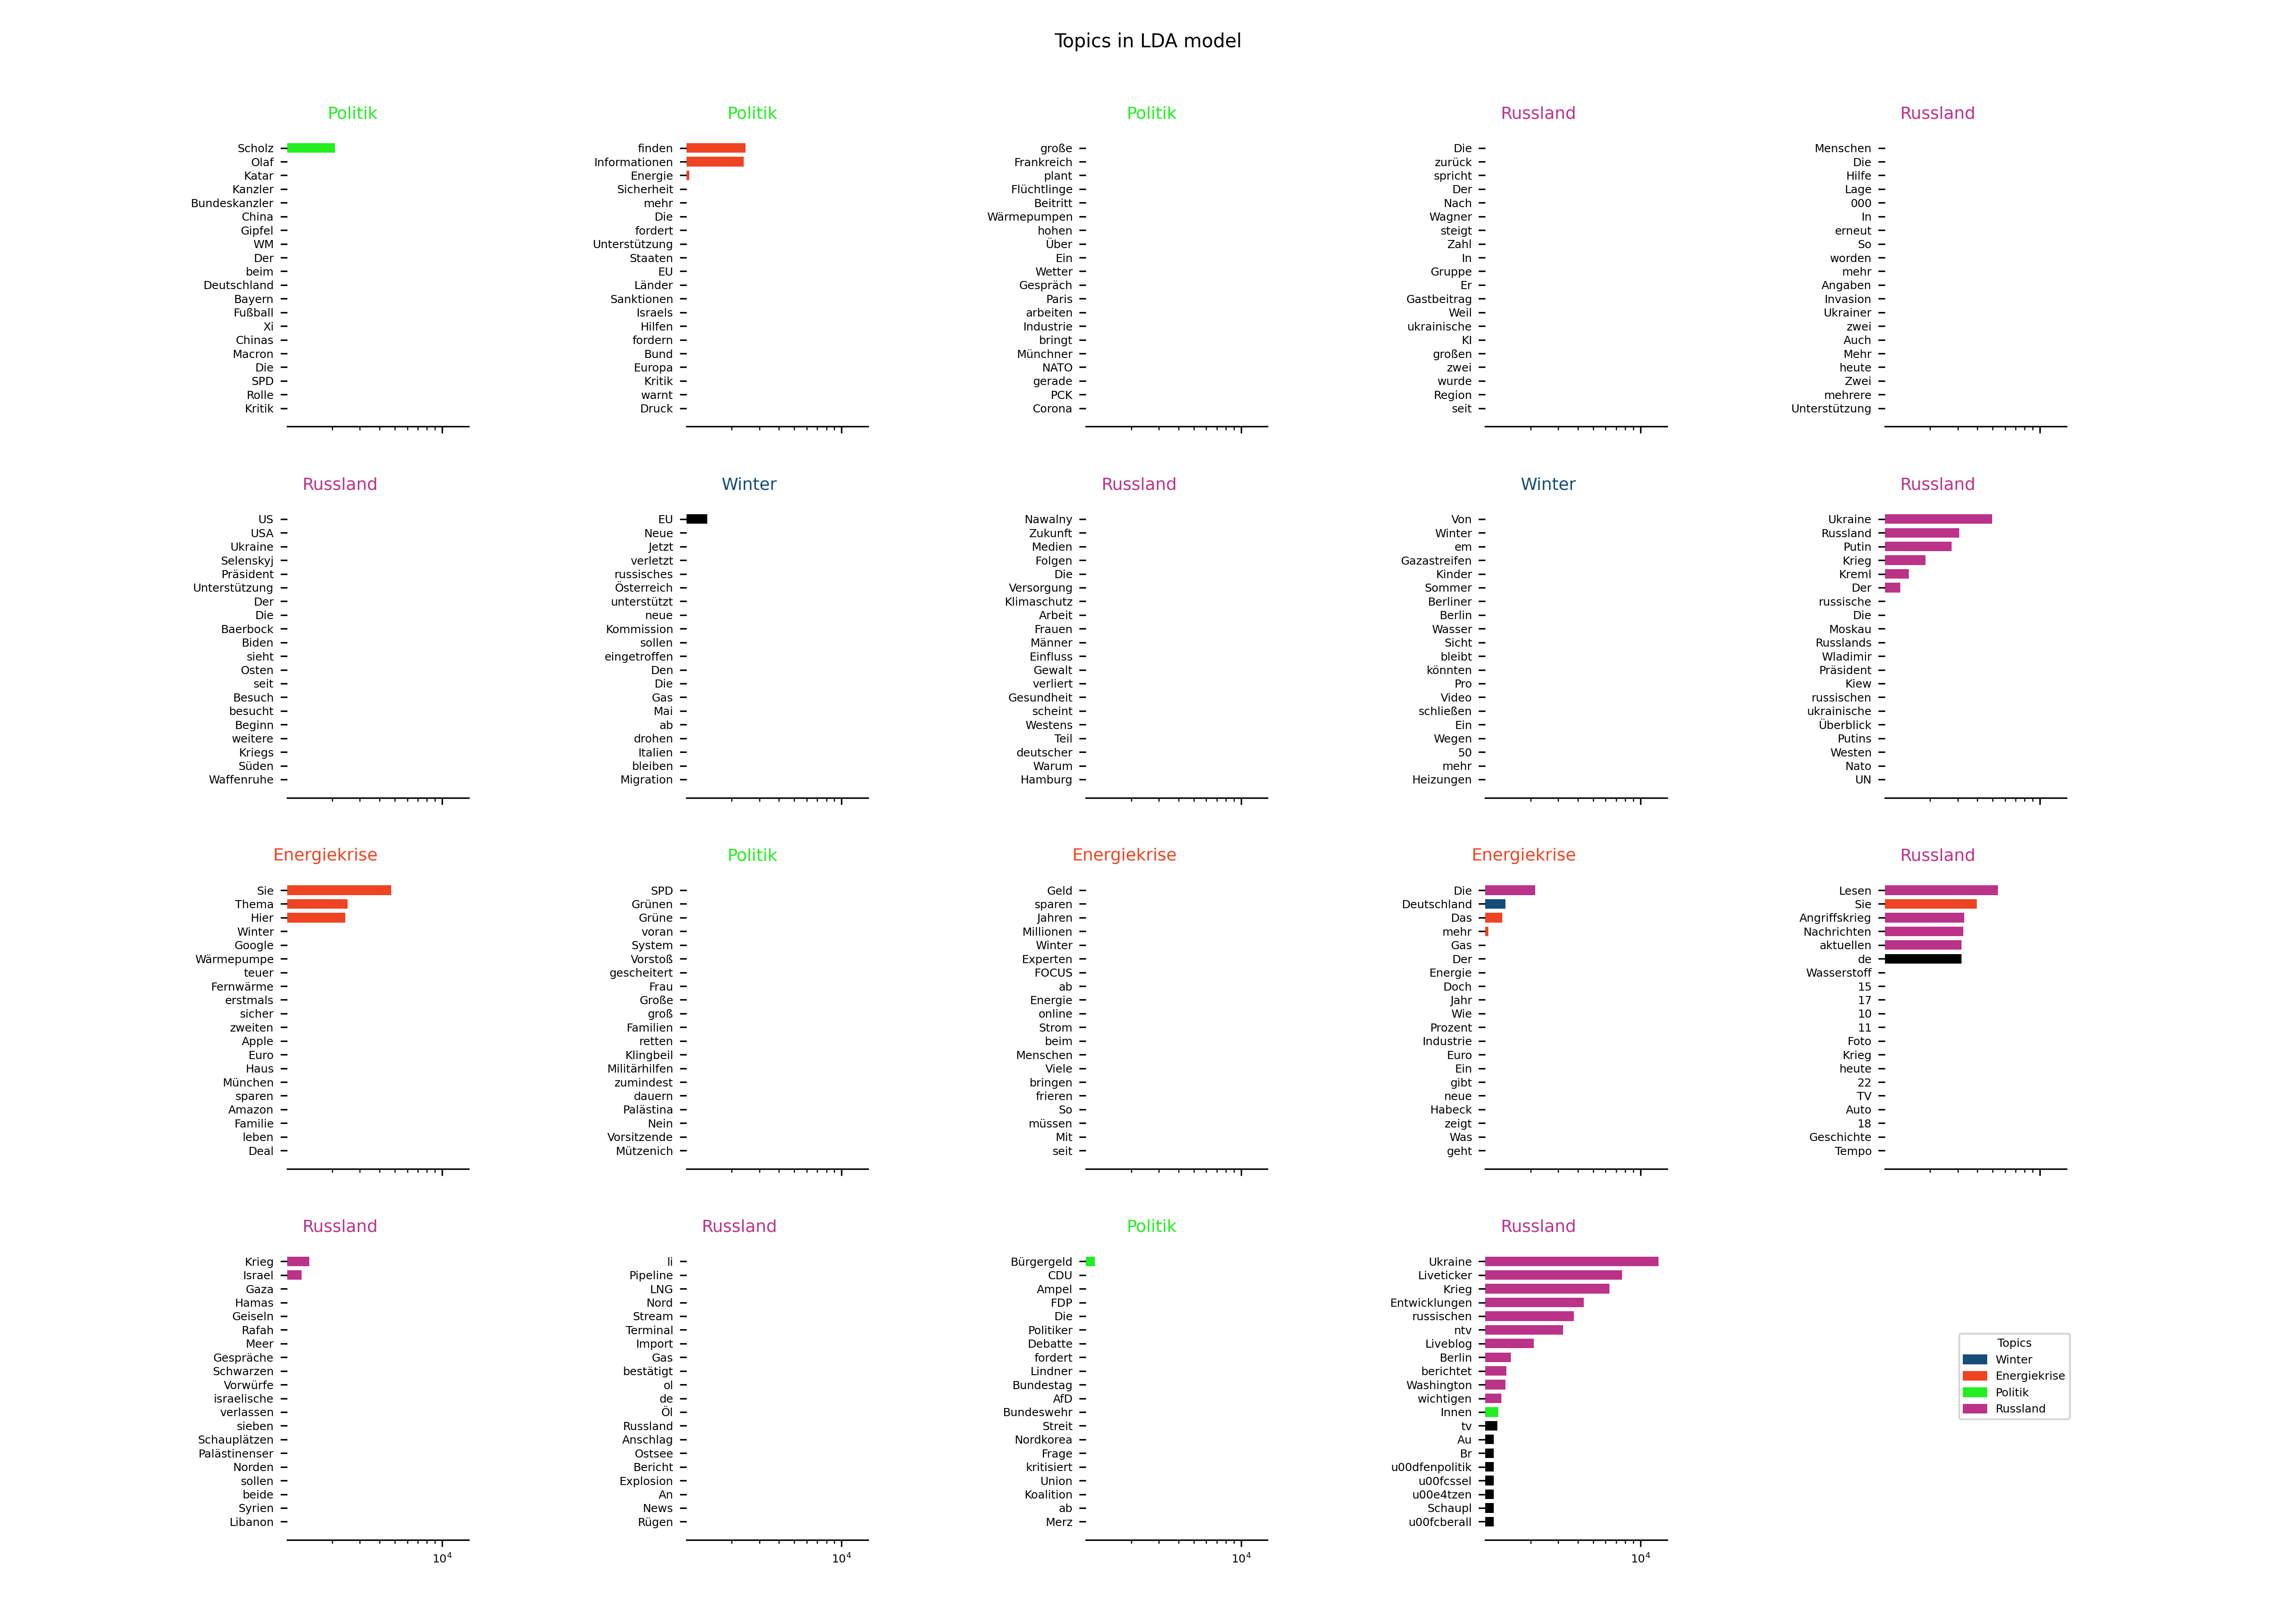 Topics in LDA model
Politik
Scholz
Olaf
Katar
Kanzler
Bundeskanzler
China
Gipfel
WM
Der
beim
Deutschland
Bayern
Fußball
Xi
Chinas
Macron
Die
SPD
Rolle
Kritik
Politik
finden
Informationen
Energie
Sicherheit
mehr
Die
fordert
Unterstützung
Staaten
EU
Länder
Sanktionen
Israels
Hilfen
fordern
Bund
Europa
Kritik
warnt
Druck
Politik
große
Frankreich
plant
Flüchtlinge
Beitritt
Wärmepumpen
hohen
Über
Ein
Wetter
Gespräch
Paris
arbeiten
Industrie
bringt
Münchner
NATO
gerade
PCK
Corona
Russland
Die
zurück
spricht
Der
Nach
Wagner
steigt
Zahl
In
Gruppe
Er
Gastbeitrag
Weil
ukrainische
KI
großen
zwei
wurde
Region
seit
Russland
Menschen
Die
Hilfe
Lage
000
In
erneut
So
worden
mehr
Angaben
Invasion
Ukrainer
zwei
Auch
Mehr
heute
Zwei
mehrere
Unterstützung
Russland
US
USA
Ukraine
Selenskyj
Präsident
Unterstützung
Der
Die
Baerbock
Biden
sieht
Osten
seit
Besuch
besucht
Beginn
weitere
Kriegs
Süden
Waffenruhe
Winter
EU
Neue
Jetzt
verletzt
russisches
Österreich
unterstützt
neue
Kommission
sollen
eingetroffen
Den
Die
Gas
Mai
ab
drohen
Italien
bleiben
Migration
Russland
Nawalny
Zukunft
Medien
Folgen
Die
Versorgung
Klimaschutz
Arbeit
Frauen
Männer
Einfluss
Gewalt
verliert
Gesundheit
scheint
Westens
Teil
deutscher
Warum
Hamburg
Winter
Von
Winter
em
Gazastreifen
Kinder
Sommer
Berliner
Berlin
Wasser
Sicht
bleibt
könnten
Pro
Video
schließen
Ein
Wegen
50
mehr
Heizungen
Russland
Ukraine
Russland
Putin
Krieg
Kreml
Der
russische
Die
Moskau
Russlands
Wladimir
Präsident
Kiew
russischen
ukrainische
Überblick
Putins
Westen
Nato
UN
Energiekrise
Sie
Thema
Hier
Winter
Google
Wärmepumpe
teuer
Fernwärme
erstmals
sicher
zweiten
Apple
Euro
Haus
München
sparen
Amazon
Familie
leben
Deal
Politik
SPD
Grünen
Grüne
voran
System
Vorstoß
gescheitert
Frau
Große
groß
Familien
retten
Klingbeil
Militärhilfen
zumindest
dauern
Palästina
Nein
Vorsitzende
Mützenich
Energiekrise
Geld
sparen
Jahren
Millionen
Winter
Experten
FOCUS
ab
Energie
online
Strom
beim
Menschen
Viele
bringen
frieren
So
müssen
Mit
seit
Energiekrise
Die
Deutschland
Das
mehr
Gas
Der
Energie
Doch
Jahr
Wie
Prozent
Industrie
Euro
Ein
gibt
neue
Habeck
zeigt
Was
geht
Russland
Lesen
Sie
Angriffskrieg
Nachrichten
aktuellen
de
Wasserstoff
15
17
10
11
Foto
Krieg
heute
22
TV
Auto
18
Geschichte
Tempo
Russland
Krieg
Israel
Gaza
Hamas
Geiseln
Rafah
Meer
Gespräche
Schwarzen
Vorwürfe
israelische
verlassen
sieben
Schauplätzen
Palästinenser
Norden
sollen
beide
Syrien
Libanon
10⁴
Russland
li
Pipeline
LNG
Nord
Stream
Terminal
Import
Gas
bestätigt
ol
de
Öl
Russland
Anschlag
Ostsee
Bericht
Explosion
An
News
Rügen
10⁴
Politik
Bürgergeld
CDU
Ampel
FDP
Die
Politiker
Debatte
fordert
Lindner
Bundestag
AfD
Bundeswehr
Streit
Nordkorea
Frage
kritisiert
Union
Koalition
ab
Merz
10⁴
Russland
Ukraine
Liveticker
Krieg
Entwicklungen
russischen
ntv
Liveblog
Berlin
berichtet
Washington
wichtigen
Innen
tv
Au
Br
u00dfenpolitik
u00fcssel
u00e4tzen
Schaupl
u00fcberall
10⁴
Topics
Winter
Energiekrise
Politik
Russland